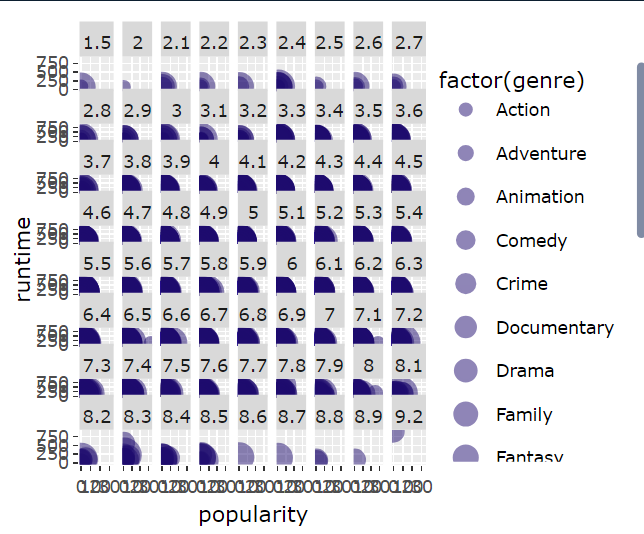 1.5 2 2.1 2.2 2.3 2.4 2.5 2.6 2.7
750
500
250
0
2.8 2.9 3 3.1 3.2 3.3 3.4 3.5 3.6
3.7 3.8 3.9 4 4.1 4.2 4.3 4.4 4.5
4.6 4.7 4.8 4.9 5 5.1 5.2 5.3 5.4
5.5 5.6 5.7 5.8 5.9 6 6.1 6.2 6.3
6.4 6.5 6.6 6.7 6.8 6.9 7 7.1 7.2
7.3 7.4 7.5 7.6 7.7 7.8 7.9 8 8.1
8.2 8.3 8.4 8.5 8.6 8.7 8.8 8.9 9.2
750
500
250
0
runtime
popularity
factor(genre)
Action
Adventure
Animation
Comedy
Crime
Documentary
Drama
Family
Fantasy